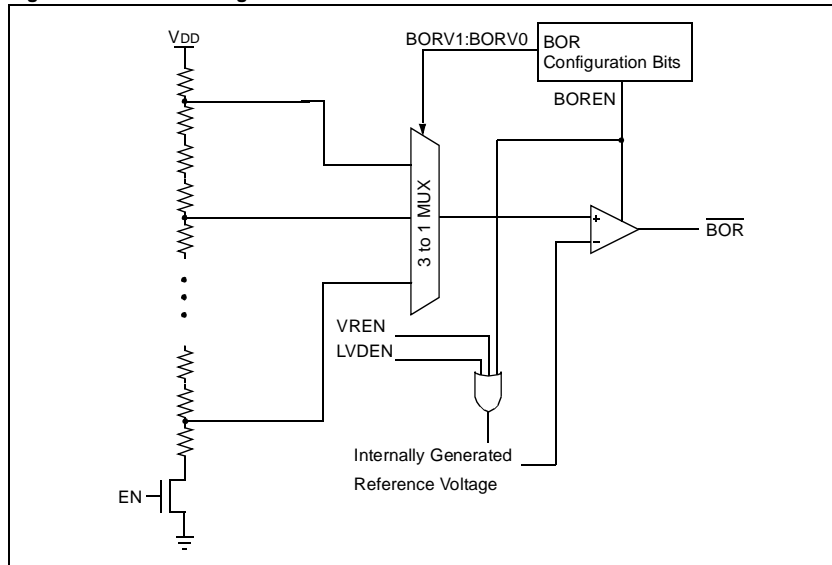 VDD
BORV1:BORV0
BOR
Configuration Bits
BOREN
3 to 1 MUX
+
−
BOR
VREN
LVDEN
Internally Generated
Reference Voltage
EN